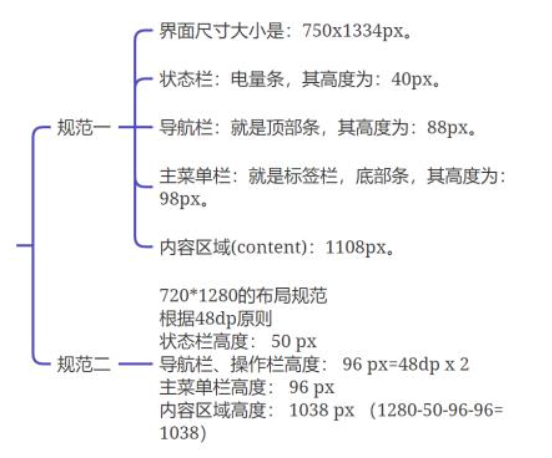 界面尺寸大小是：750x1334px。
状态栏：电量条，其高度为：40px。
规范一
导航栏：就是顶部条，其高度为：88px。
主菜单栏：就是标签栏，底部条，其高度为：
98px。
内容区域(content)：1108px。
720*1280的布局规范
根据48dp原则
状态栏高度： 50 px
规范二
导航栏、操作栏高度： 96 px=48dp x 2
主菜单栏高度： 96 px
内容区域高度： 1038 px （1280-50-96-96=
1038）